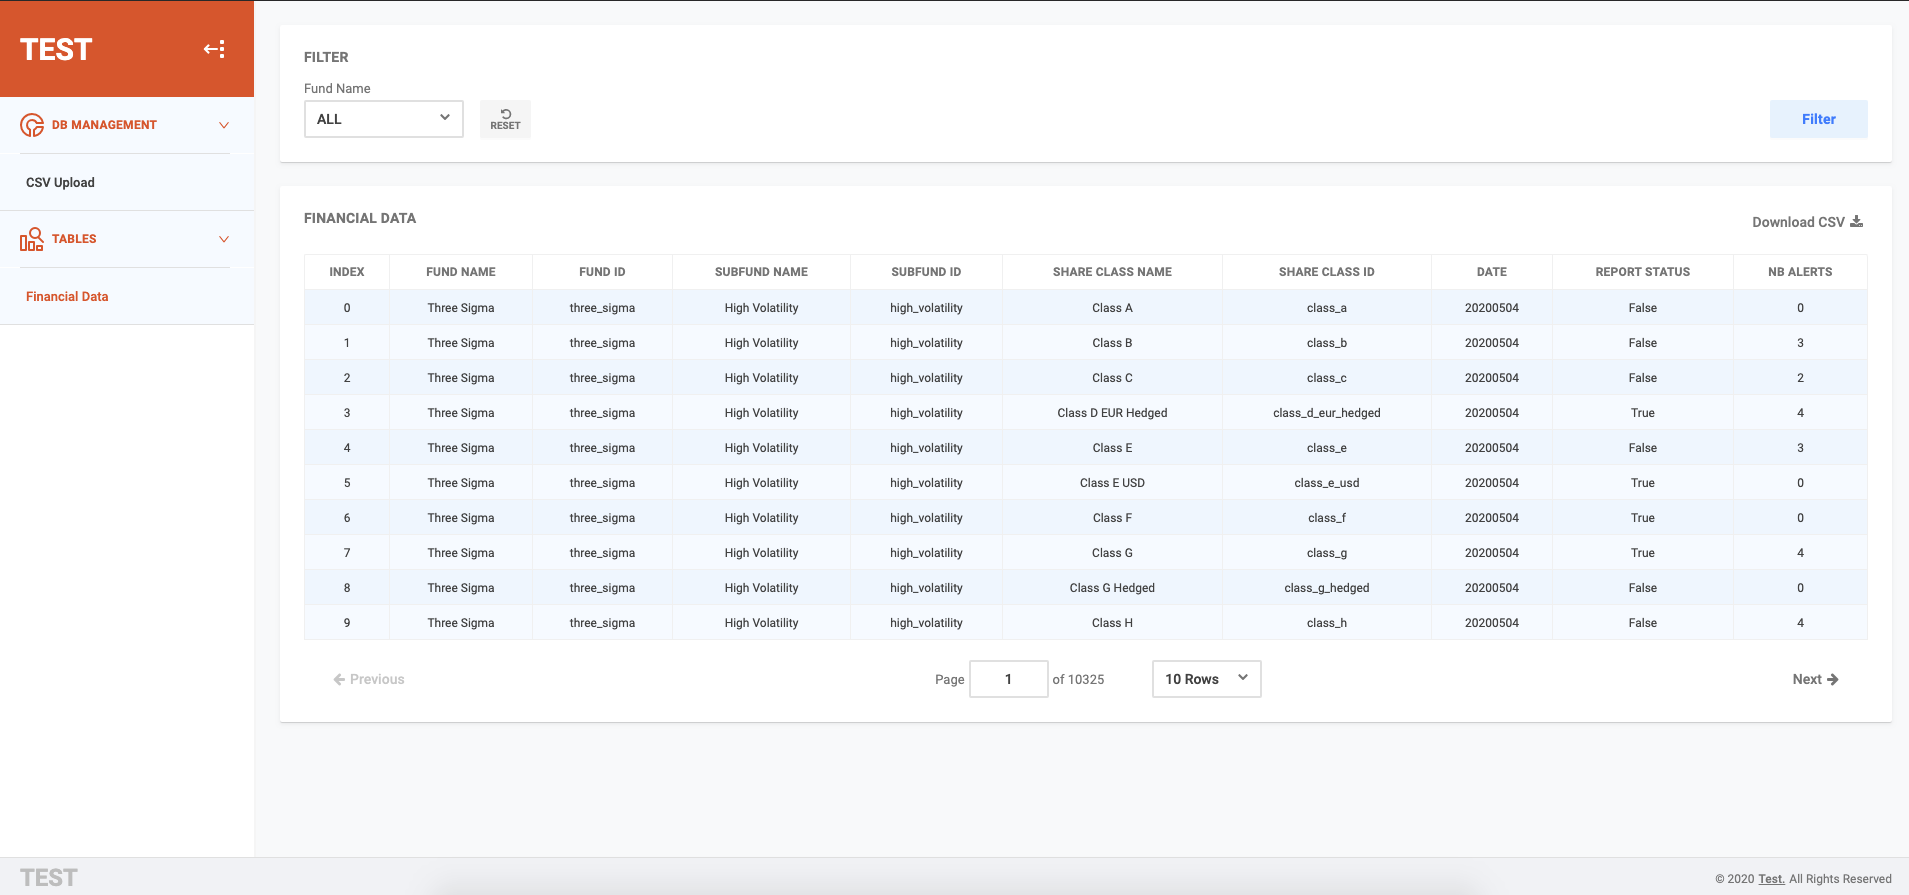 TEST
DB MANAGEMENT
CSV Upload
TABLES
Financial Data
FILTER
Fund Name
ALL
RESET
Filter
FINANCIAL DATA
Download CSV
INDEX FUND NAME FUND ID SUBFUND NAME SUBFUND ID SHARE CLASS NAME SHARE CLASS ID DATE REPORT STATUS NB ALERTS
0 Three Sigma three_sigma High Volatility high_volatility Class A class_a 20200504 False 0
1 Three Sigma three_sigma High Volatility high_volatility Class B class_b 20200504 False 3
2 Three Sigma three_sigma High Volatility high_volatility Class C class_c 20200504 False 2
3 Three Sigma three_sigma High Volatility high_volatility Class D EUR Hedged class_d_eur_hedged 20200504 True 4
4 Three Sigma three_sigma High Volatility high_volatility Class E class_e 20200504 False 3
5 Three Sigma three_sigma High Volatility high_volatility Class E USD class_e_usd 20200504 True 0
6 Three Sigma three_sigma High Volatility high_volatility Class F class_f 20200504 True 0
7 Three Sigma three_sigma High Volatility high_volatility Class G class_g 20200504 True 4
8 Three Sigma three_sigma High Volatility high_volatility Class G Hedged class_g_hedged 20200504 False 0
9 Three Sigma three_sigma High Volatility high_volatility Class H class_h 20200504 False 4
Previous Page 1 of 10325 10 Rows Next
TEST © 2020 Test. All Rights Reserved